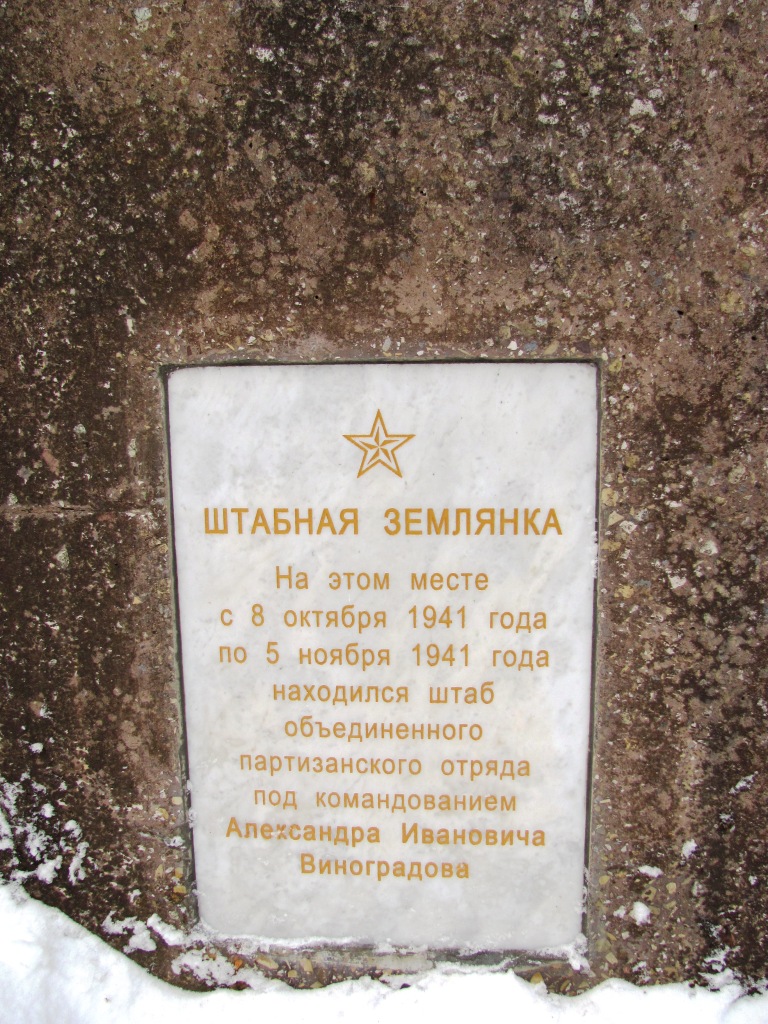 ШТАБНАЯ ЗЕМЛЯНКА
На этом месте
с 8 октября 1941 года
по 5 ноября 1941 года
находился штаб
объединенного
партизанского отряда
под командованием
Александра Ивановича
Виноградова